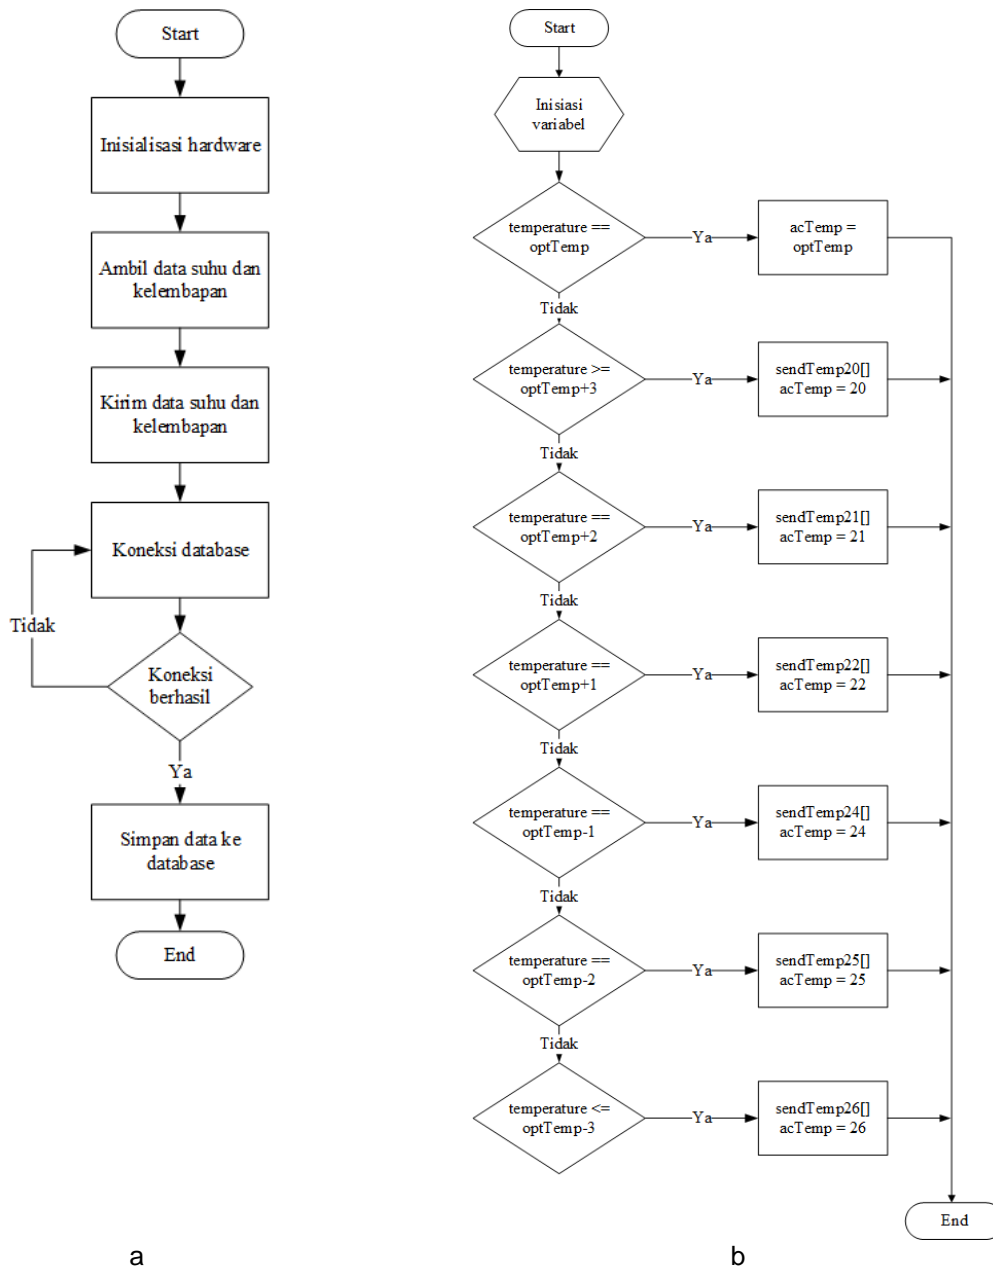 Start
Inisialisasi hardware
Ambil data suhu dan
kelembapan
Kirim data suhu dan
kelembapan
Koneksi database
Tidak
Koneksi
berhasil
Ya
Simpan data ke
database
End
a
Start
Inisiasi
variabel
temperature ==
optTemp
Ya
acTemp =
optTemp
Tidak
temperature >=
optTemp+3
Ya
sendTemp20[]
acTemp = 20
Tidak
temperature ==
optTemp+2
Ya
sendTemp21[]
acTemp = 21
Tidak
temperature ==
optTemp+1
Ya
sendTemp22[]
acTemp = 22
Tidak
temperature ==
optTemp-1
Ya
sendTemp24[]
acTemp = 24
Tidak
temperature ==
optTemp-2
Ya
sendTemp25[]
acTemp = 25
Tidak
temperature <=
optTemp-3
Ya
sendTemp26[]
acTemp = 26
End
b